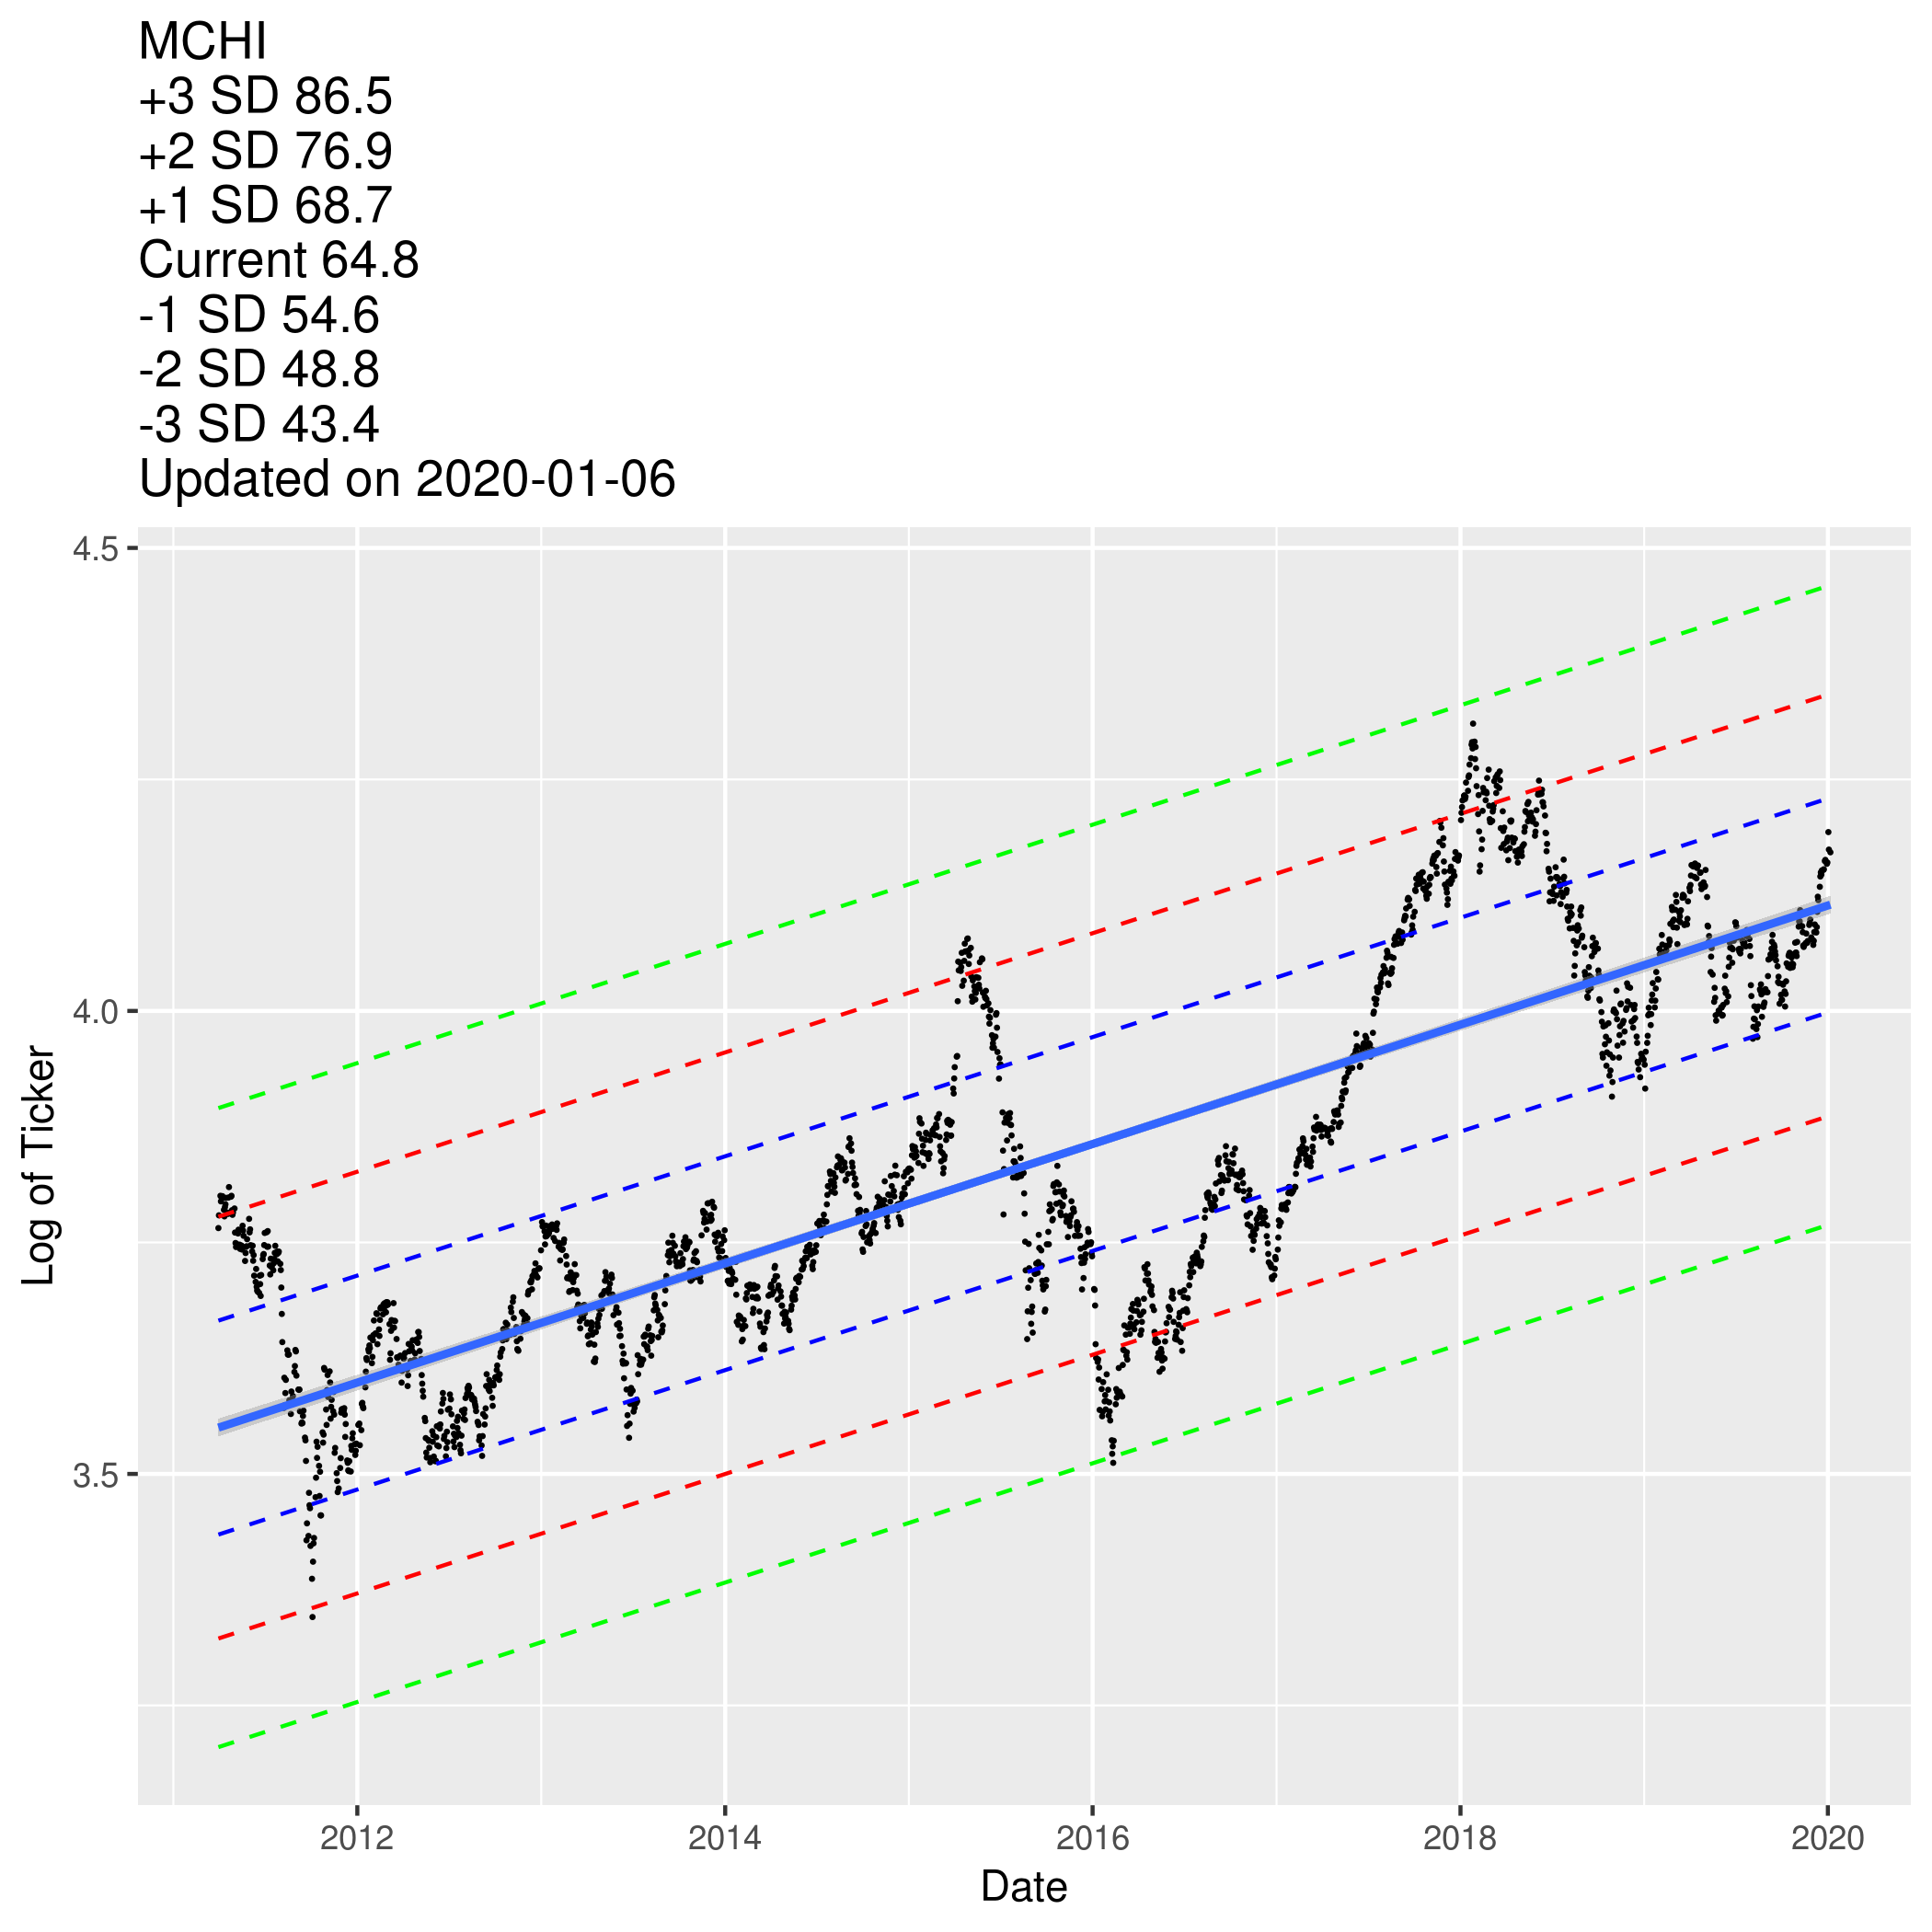 MCHI
+3 SD 86.5
+2 SD 76.9
+1 SD 68.7
Current 64.8
-1 SD 54.6
-2 SD 48.8
-3 SD 43.4
Updated on 2020-01-06
4.5
4.0
3.5
Log of Ticker
2012 2014 2016 2018 2020
Date